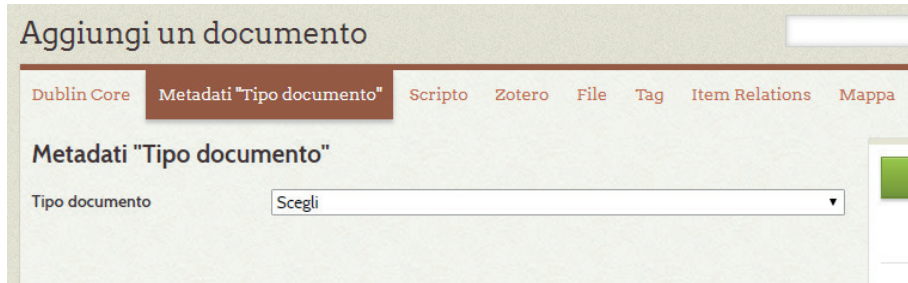 Aggiungi un documento
Dublin Core Metadati "Tipo documento" Scripto Zotero File Tag Item Relations Mappa
Metadati "Tipo documento"
Tipo documento Scegli